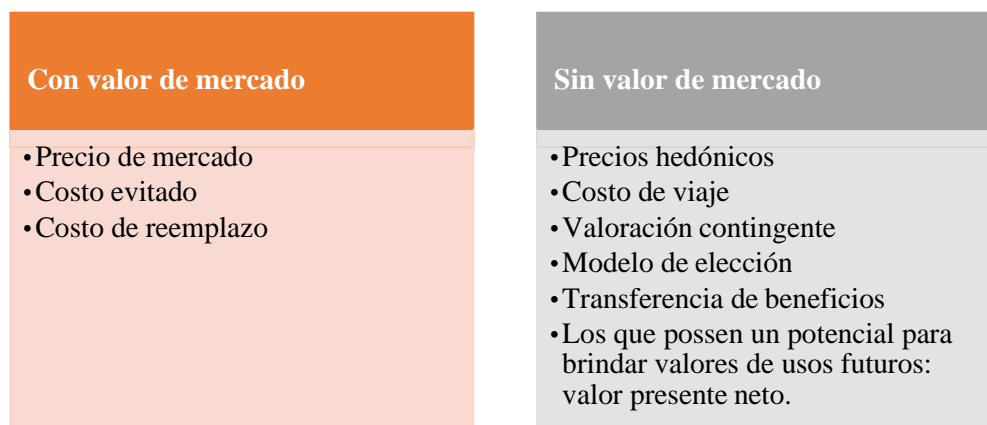 Con valor de mercado
•Precio de mercado
•Costo evitado
•Costo de reemplazo
Sin valor de mercado
•Precios hedónicos
•Costo de viaje
•Valoración contingente
•Modelo de elección
•Transferencia de beneficios
•Los que possen un potencial para
brindar valores de usos futuros:
valor presente neto.